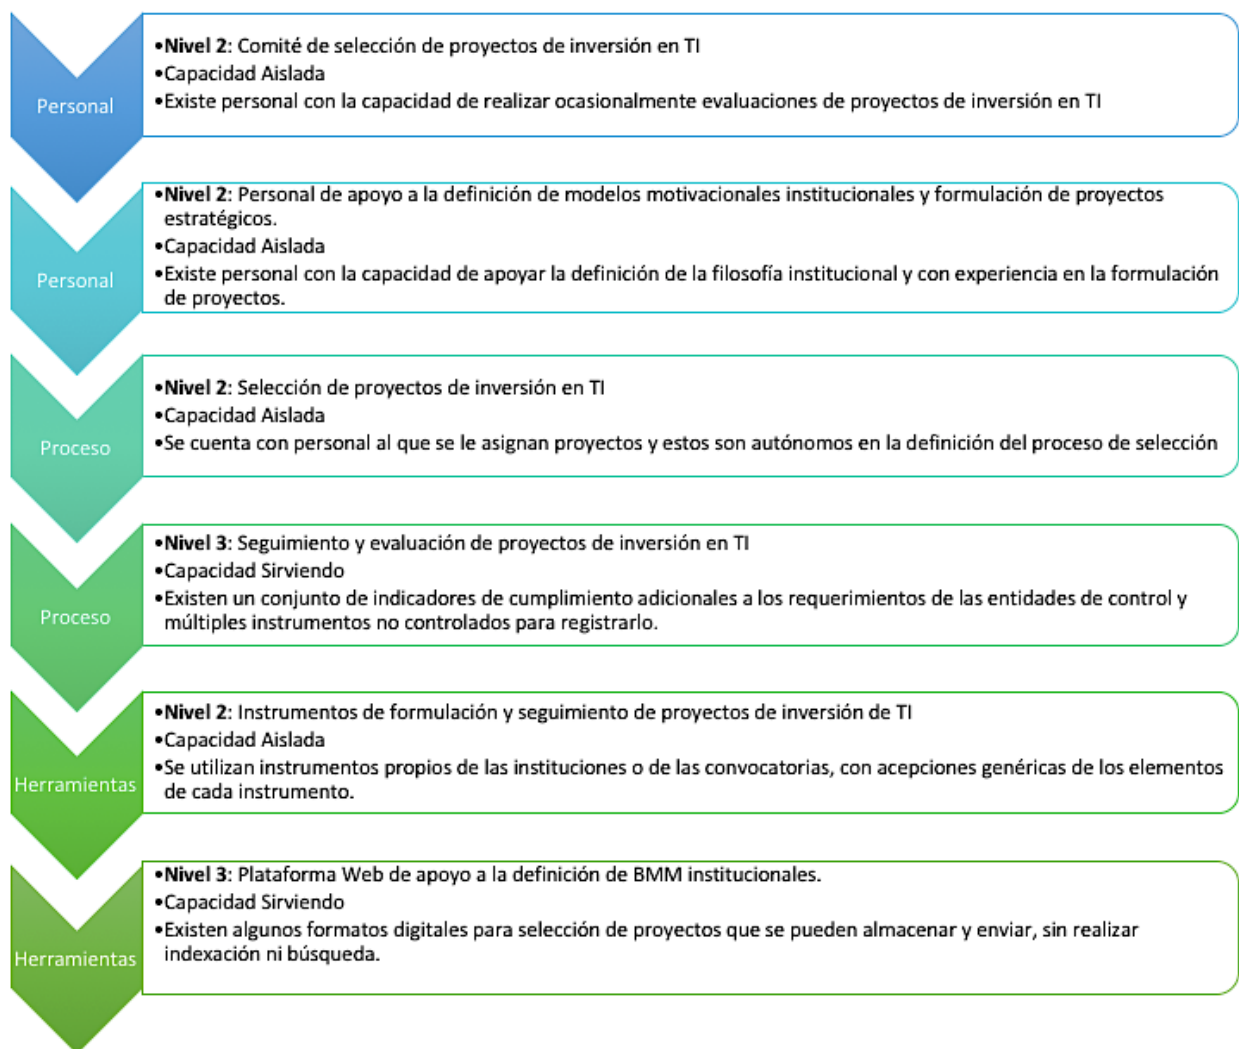 Personal
•Nivel 2: Comité de selección de proyectos de inversión en TI
•Capacidad Aislada
•Existe personal con la capacidad de realizar ocasionalmente evaluaciones de proyectos de inversión en TI
Personal
•Nivel 2: Personal de apoyo a la definición de modelos motivacionales institucionales y formulación de proyectos
estratégicos.
•Capacidad Aislada
•Existe personal con la capacidad de apoyar la definición de la filosofía institucional y con experiencia en la formulación
de proyectos.
Proceso
•Nivel 2: Selección de proyectos de inversión en TI
•Capacidad Aislada
•Se cuenta con personal al que se le asignan proyectos y estos son autónomos en la definición del proceso de selección
Proceso
•Nivel 3: Seguimiento y evaluación de proyectos de inversión en TI
•Capacidad Sirviendo
•Existen un conjunto de indicadores de cumplimiento adicionales a los requerimientos de las entidades de control y
múltiples instrumentos no controlados para registrarlo.
Herramientas
•Nivel 2: Instrumentos de formulación y seguimiento de proyectos de inversión de TI
•Capacidad Aislada
•Se utilizan instrumentos propios de las instituciones o de las convocatorias, con acepciones genéricas de los elementos
de cada instrumento.
Herramientas
•Nivel 3: Plataforma Web de apoyo a la definición de BMM institucionales.
•Capacidad Sirviendo
•Existen algunos formatos digitales para selección de proyectos que se pueden almacenar y enviar, sin realizar
indexación ni búsqueda.